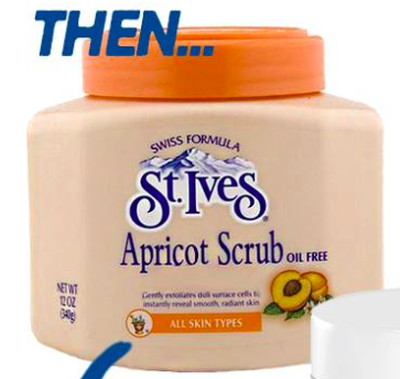 THEN...
SWISS FORMULA
St. Ives®
Apricot Scrub OIL FREE
Gently exfoliates dull surface cells to
instantly reveal smooth, radiant skin
NET WT
12 OZ
(340g)
ALL SKIN TYPES